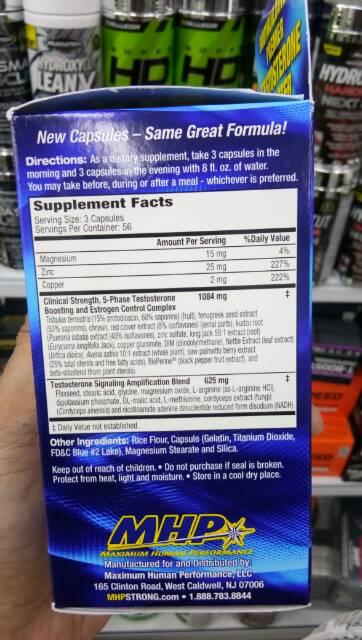 HYDROXY
LEANV
HD
HD
HYDRO
New Capsules – Same Great Formula!
Directions: As a dietary supplement, take 3 capsules in the
morning and 3 capsules in the evening with 8 fl. oz. of water.
You may take before, during or after a meal - whichever is preferred.
Supplement Facts
Serving Size: 3 Capsules
Servings Per Container: 56
Amount Per Serving %Daily Value
Magnesium 15 mg 4%
Zinc 25 mg 227%
Copper 2 mg 222%
Clinical Strength, 5-Phase Testosterone 1084 mg ‡
Boosting and Estrogen Control Complex
Tribulus terrestris (15% protodioscin, 60% saponins) (fruit), fenugreek seed extract
(50% saponins), chrysin, red clover extract (8% isoflavones) (aerial parts), kudzu root
(Pueraria lobata) extract (40% isoflavones), zinc sulfate, long jack 50:1 extract (root)
(Eurycoma longifolia Jack), copper gluconate, DIM (diindolylmethane), Nettle Extract (leaf extract)
(Urtica dioica), Avena sativa 10:1 extract (whole plant), saw palmetto berry extract
(25% total sterols and free fatty acids), BioPerine® (black pepper fruit extract), and
beta-sitosterol (from plant sterols).
Testosterone Signaling Amplification Blend 625 mg ‡
Flaxseed, stearic acid, glycine, magnesium oxide, L-arginine (as L-arginine HCl),
dipotassium phosphate, DL-malic acid, L-methionine, cordyceps extract (fungi)
(Cordyceps sinensis) and nicotinamide adenine dinucleotide reduced form disodium (NADH)
‡ Daily Value not established.
Other Ingredients: Rice Flour, Capsule (Gelatin, Titanium Dioxide,
FD&C Blue #2 Lake), Magnesium Stearate and Silica.
Keep out of reach of children. • Do not purchase if seal is broken.
Protect from heat, light and moisture. • Store in a cool dry place.
MHP
MAXIMUM HUMAN PERFORMANCE
Manufactured for and Distributed by:
Maximum Human Performance, LLC
165 Clinton Road, West Caldwell, NJ 07006
MHPSTRONG.com • 1.888.783.8844